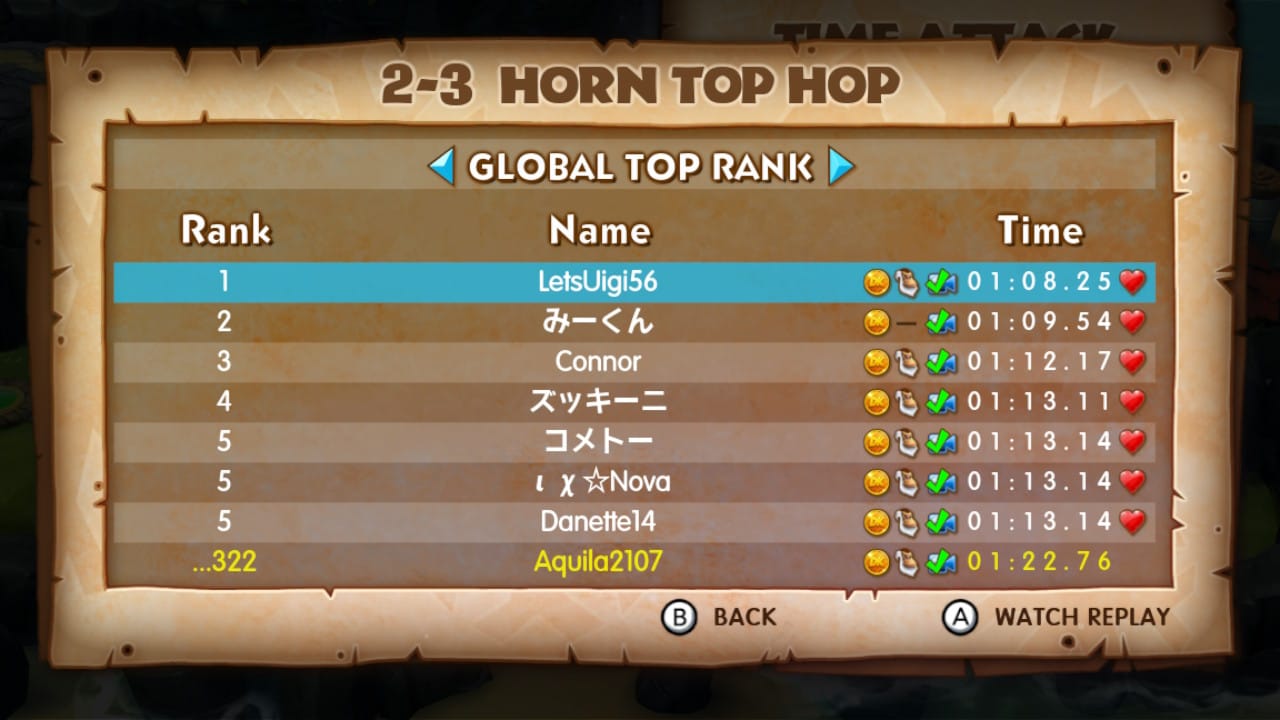 TIME ATTACK
2-3 HORN TOP HOP
GLOBAL TOP RANK
Rank Name Time
1 LetsUigi56 01:08.25
2 みーくん 01:09.54
3 Connor 01:12.17
4 ズッキーニ 01:13.11
5 コメトー 01:13.14
5 ι χ☆Nova 01:13.14
5 Danette14 01:13.14
...322 Aquila2107 01:22.76
B BACK A WATCH REPLAY